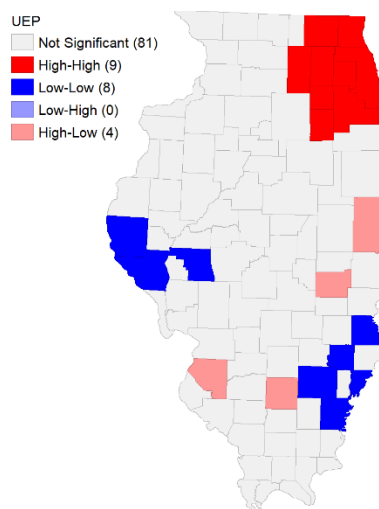 UEP
Not Significant (81)
High-High (9)
Low-Low (8)
Low-High (0)
High-Low (4)